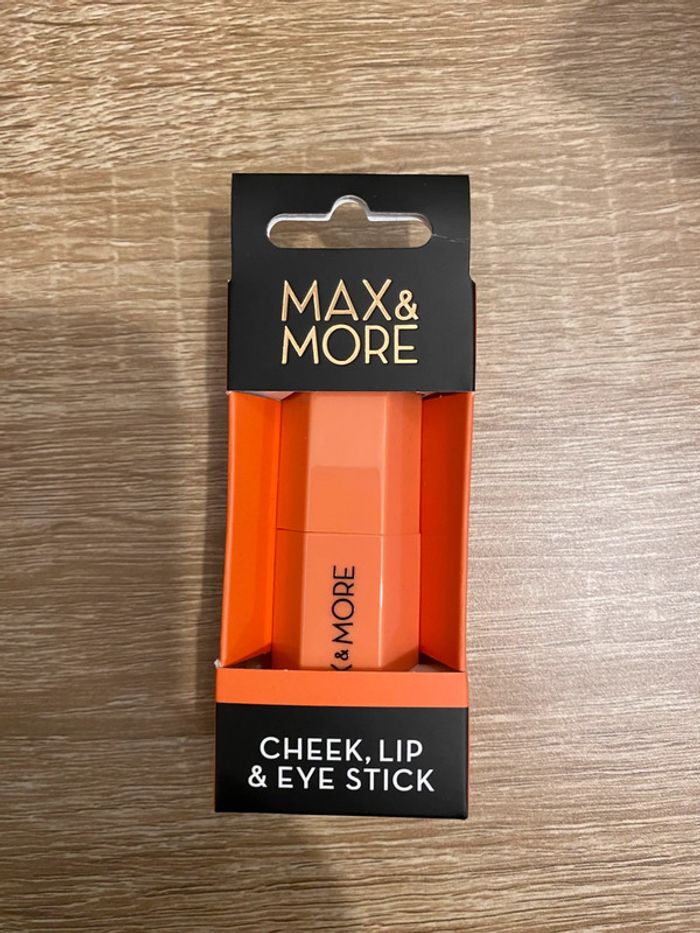 MAX&
MORE
& MORE
CHEEK, LIP
& EYE STICK